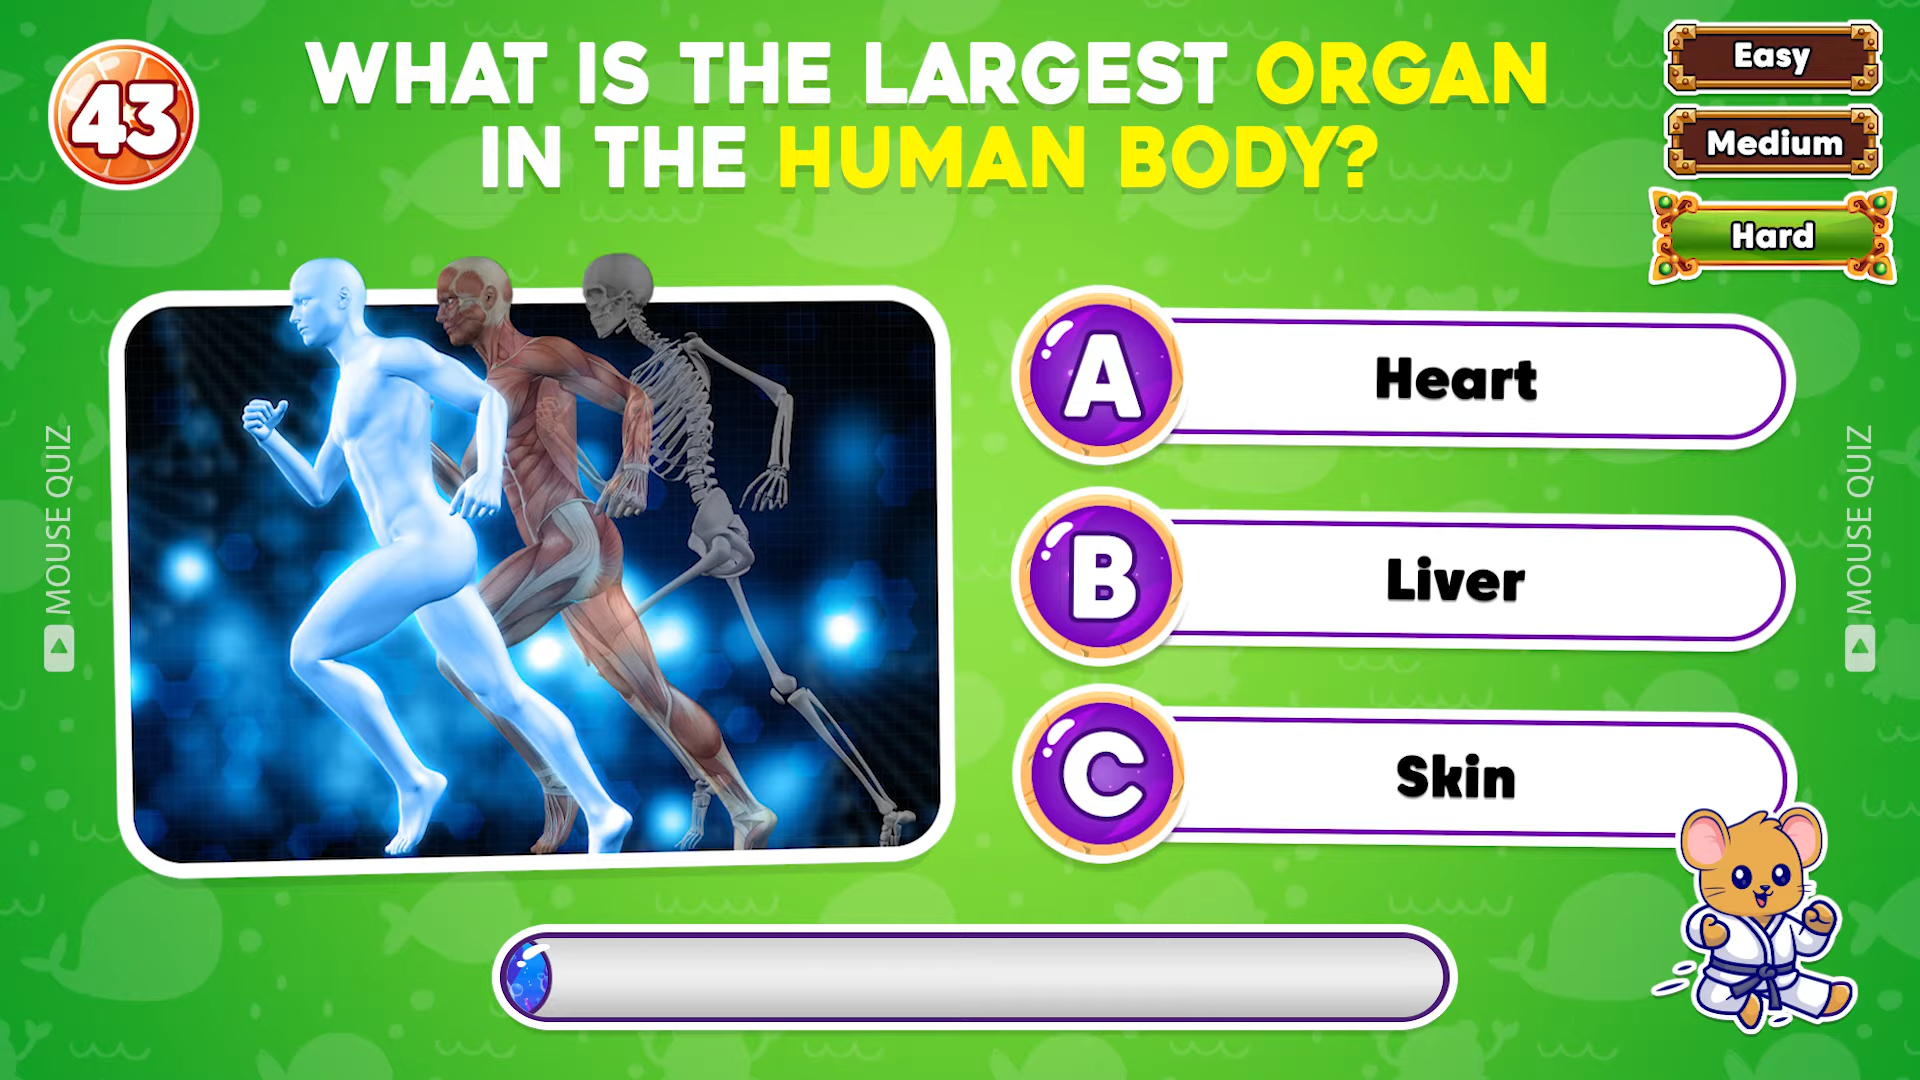 43
WHAT IS THE LARGEST ORGAN
IN THE HUMAN BODY?
Easy
Medium
Hard
A
Heart
B
Liver
C
Skin
MOUSE QUIZ
MOUSE QUIZ